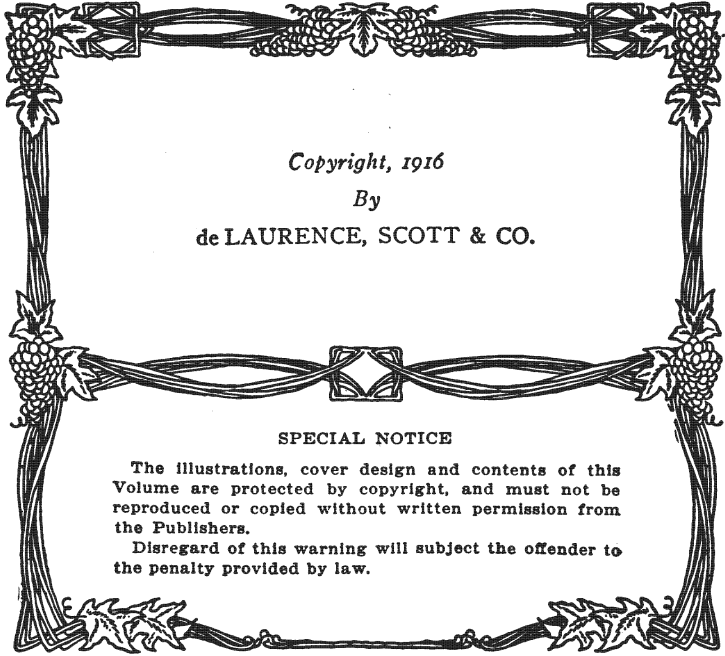 Copyright, 1916
By
de LAURENCE, SCOTT & CO.
SPECIAL NOTICE
The illustrations, cover design and contents of this
Volume are protected by copyright, and must not be
reproduced or copied without written permission from
the Publishers.
Disregard of this warning will subject the offender to
the penalty provided by law.